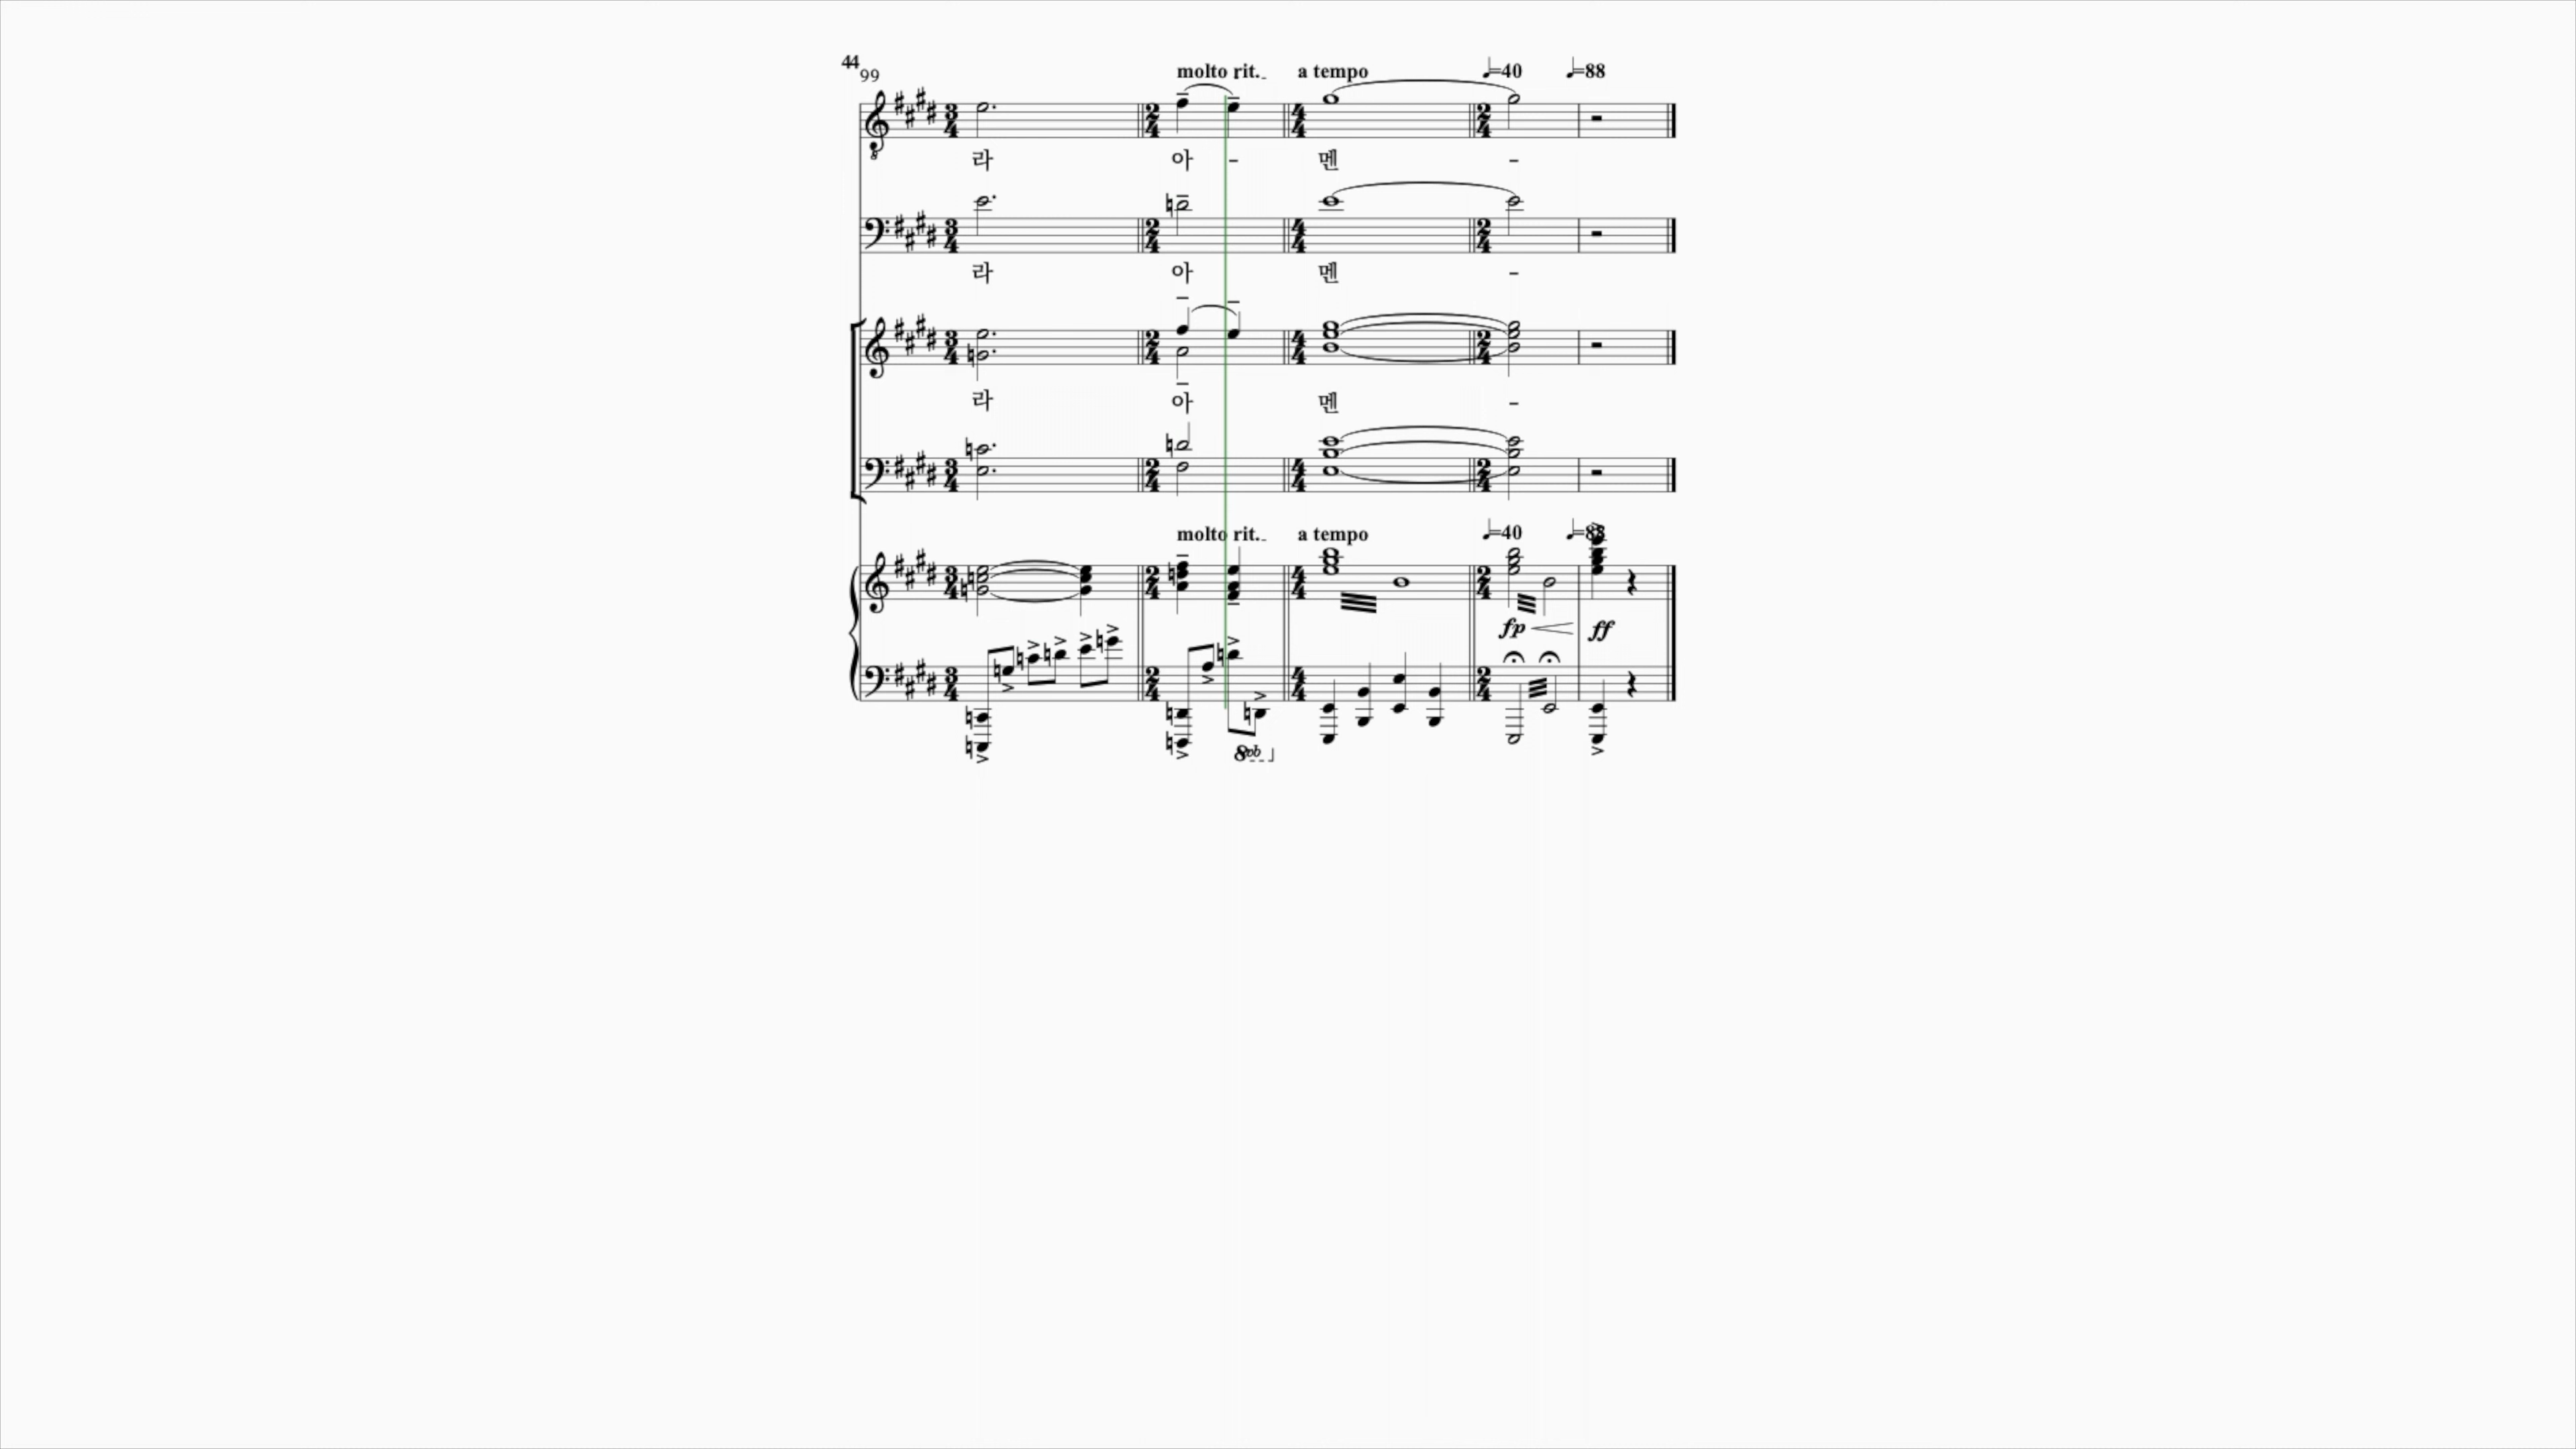 44
99
molto rit. a tempo ♩=40 ♩=88
라 아 - 멘 -
라 아 멘 -
라 아 멘 -
molto rit. a tempo ♩=40 ♩=88
fp ff
8vb